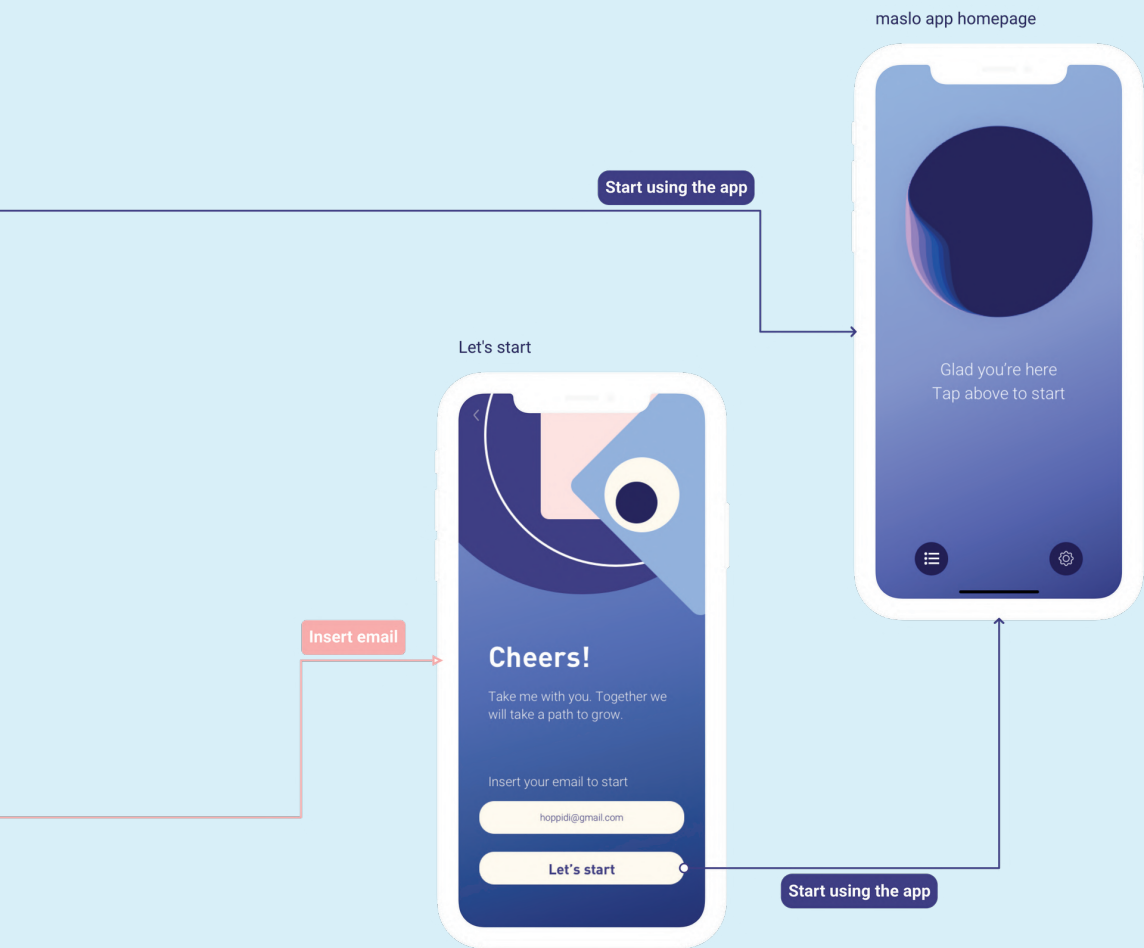 maslo app homepage
Start using the app
Glad you're here
Tap above to start
Let's start
Insert email
Cheers!
Take me with you. Together we
will take a path to grow.
Insert your email to start
hoppidi@gmail.com
Let's start
Start using the app